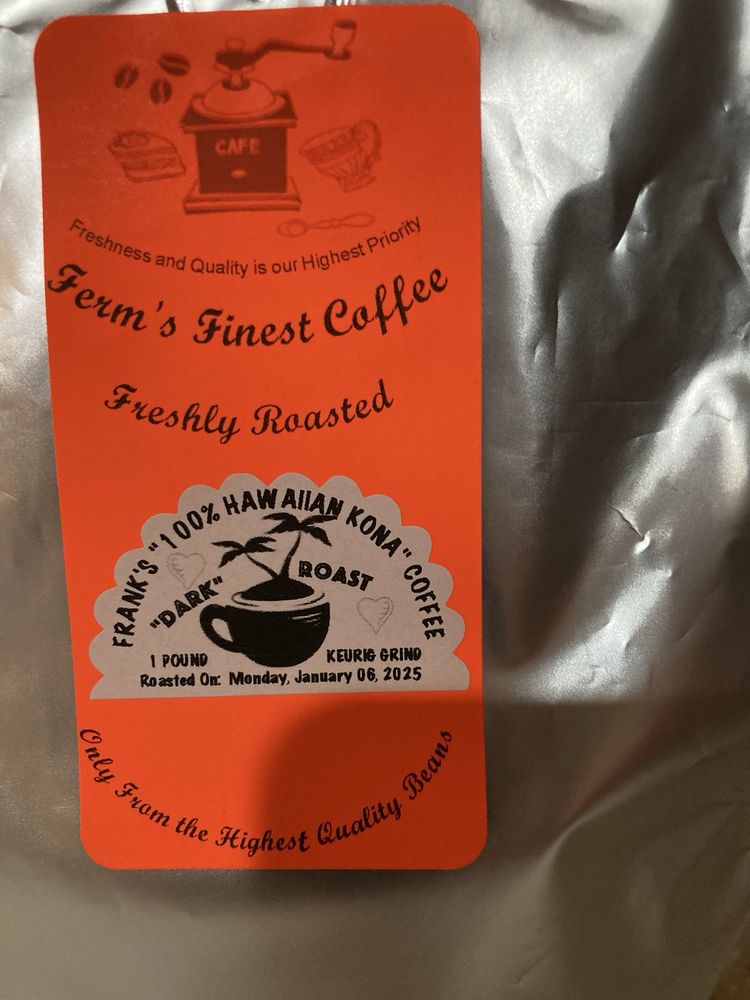 CAFE
Freshness and Quality is our Highest Priority
Ferm's Finest Coffee
Freshly Roasted
FRANK'S "100% HAWAIIAN KONA" COFFEE
"DARK" ROAST
1 POUND KEURIG GRIND
Roasted On: Monday, January 06, 2025
Only From the Highest Quality Beans